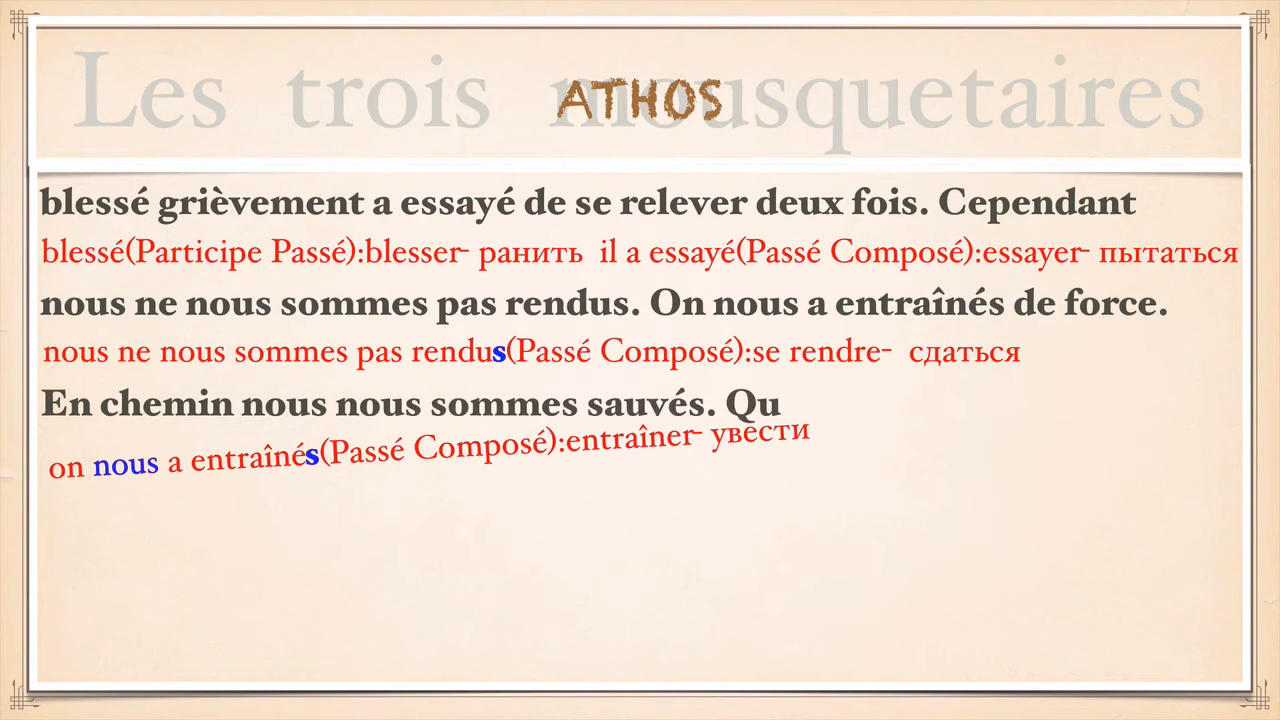 Les trois mousquetaires
ATHOS
blessé grièvement a essayé de se relever deux fois. Cependant
blessé(Participe Passé):blesser- ранить il a essayé(Passé Composé):essayer- пытаться
nous ne nous sommes pas rendus. On nous a entraînés de force.
nous ne nous sommes pas rendus(Passé Composé):se rendre- сдаться
En chemin nous nous sommes sauvés. Qu
on nous a entraînés(Passé Composé):entraîner- увести